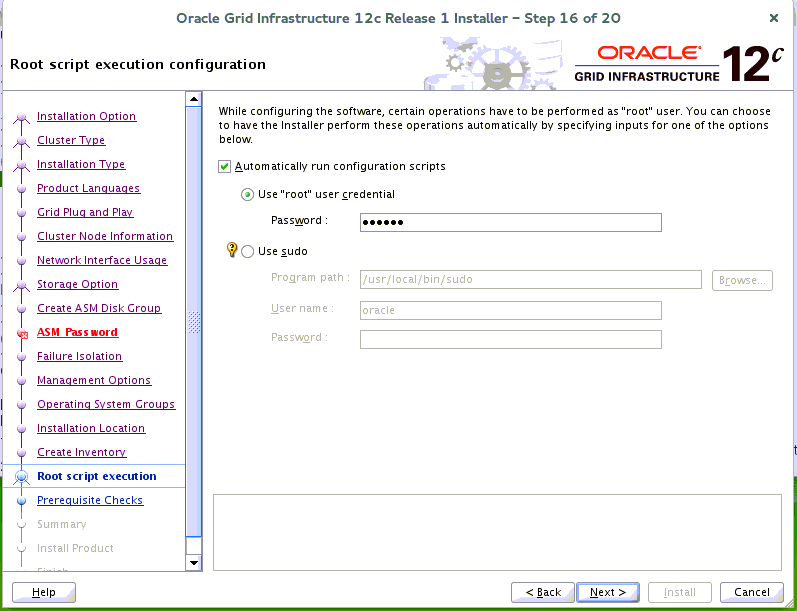 Oracle Grid Infrastructure 12c Release 1 Installer – Step 16 of 20
Root script execution configuration
ORACLE
GRID INFRASTRUCTURE 12c
Installation Option
Cluster Type
Installation Type
Product Languages
Grid Plug and Play
Cluster Node Information
Network Interface Usage
Storage Option
Create ASM Disk Group
ASM Password
Failure Isolation
Management Options
Operating System Groups
Installation Location
Create Inventory
Root script execution
Prerequisite Checks
Summary
Install Product
Finish
While configuring the software, certain operations have to be performed as "root" user. You can choose
to have the Installer perform these operations automatically by specifying inputs for one of the options
below.
Automatically run configuration scripts
Use "root" user credential
Password : ••••••
Use sudo
Program path : /usr/local/bin/sudo Browse...
User name : oracle
Password :
Help < Back Next > Install Cancel